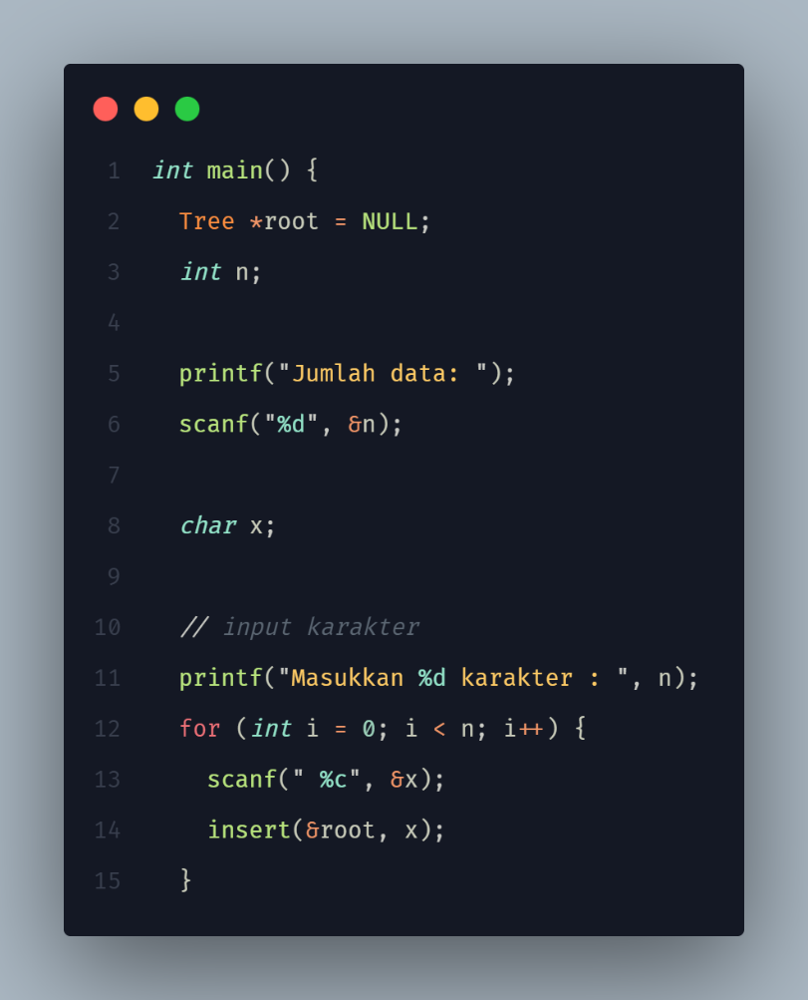 1 int main() {
2 Tree *root = NULL;
3 int n;
4
5 printf("Jumlah data: ");
6 scanf("%d", &n);
7
8 char x;
9
10 // input karakter
11 printf("Masukkan %d karakter : ", n);
12 for (int i = 0; i < n; i++) {
13 scanf(" %c", &x);
14 insert(&root, x);
15 }